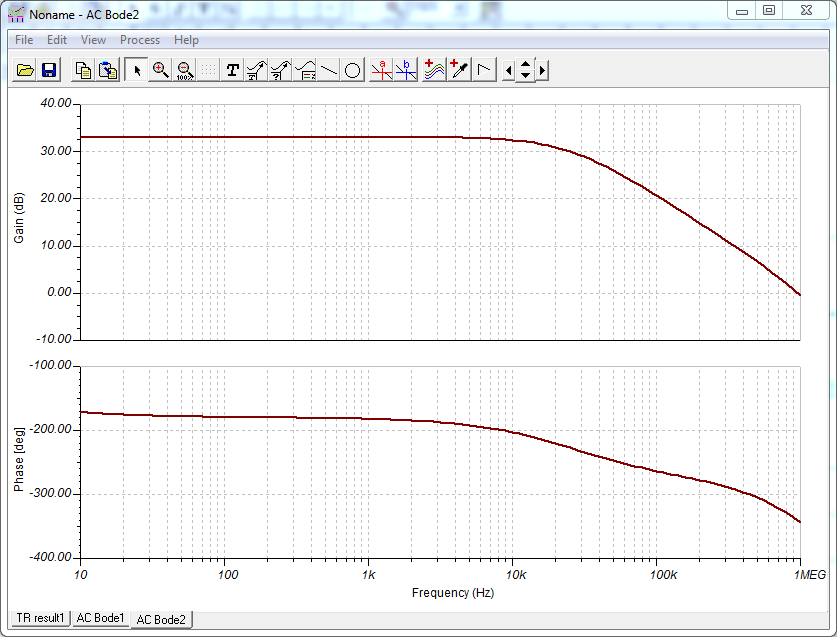 Noname - AC Bode2
File Edit View Process Help
100%
T
?
a
b
40.00
30.00
20.00
10.00
0.00
-10.00
Gain (dB)
-100.00
-200.00
-300.00
-400.00
Phase [deg]
10 100 1k 10k 100k 1MEG
Frequency (Hz)
TR result1 AC Bode1 AC Bode2